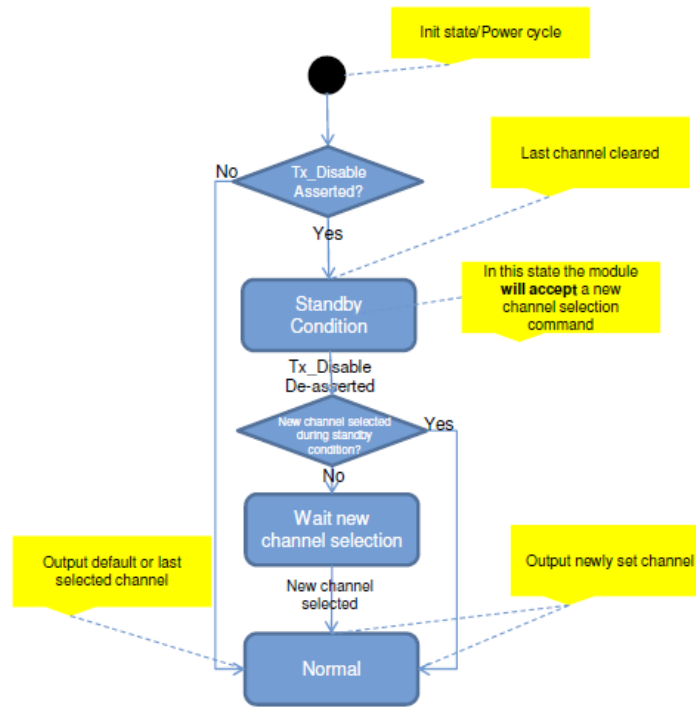 Init state/Power cycle
Tx_Disable
Asserted?
No
Last channel cleared
Yes
Standby
Condition
In this state the module
will accept a new
channel selection
command
Tx_Disable
De-asserted
New channel selected
during standby
condition?
Yes
No
Wait new
channel selection
Output default or last
selected channel
Output newly set channel
New channel
selected
Normal